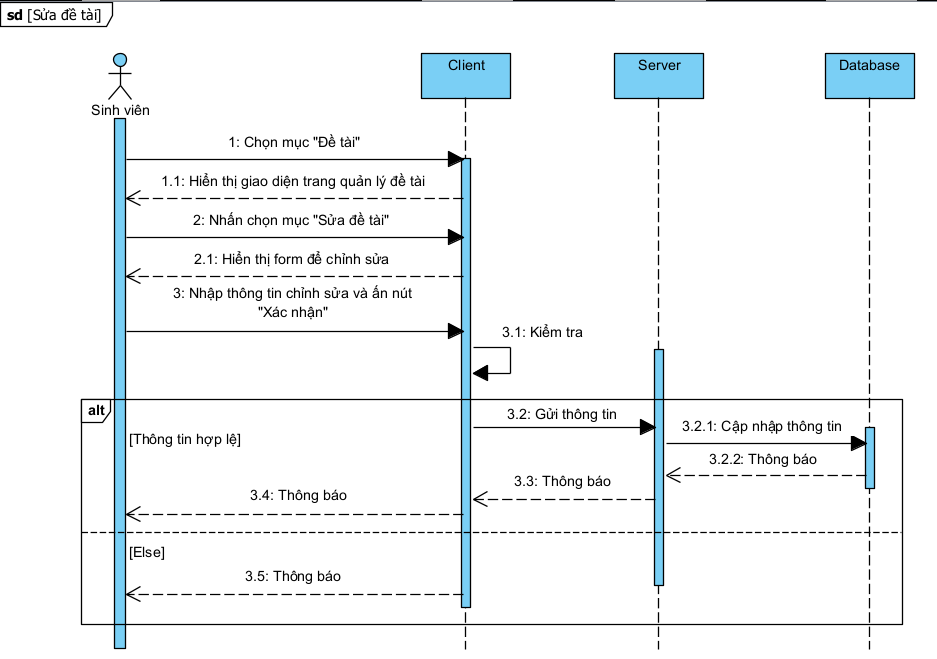 sd [Sửa đề tài]
Client
Server
Database
Sinh viên
1: Chọn mục "Đề tài"
1.1: Hiển thị giao diện trang quản lý đề tài
2: Nhấn chọn mục "Sửa đề tài"
2.1: Hiển thị form để chỉnh sửa
3: Nhập thông tin chỉnh sửa và ấn nút
"Xác nhận"
3.1: Kiểm tra
alt
3.2: Gửi thông tin
3.2.1: Cập nhập thông tin
[Thông tin hợp lệ]
3.2.2: Thông báo
3.3: Thông báo
3.4: Thông báo
[Else]
3.5: Thông báo